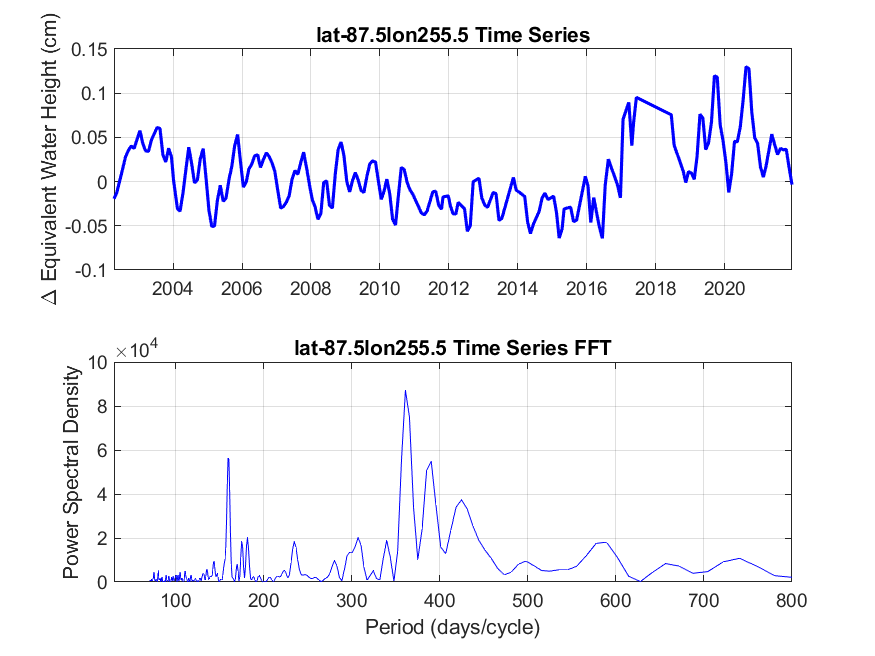 lat-87.5lon255.5 Time Series
Δ Equivalent Water Height (cm)
0.15
0.1
0.05
0
-0.05
-0.1
2004 2006 2008 2010 2012 2014 2016 2018 2020
lat-87.5lon255.5 Time Series FFT
×10^4
Power Spectral Density
10
8
6
4
2
0
100 200 300 400 500 600 700 800
Period (days/cycle)